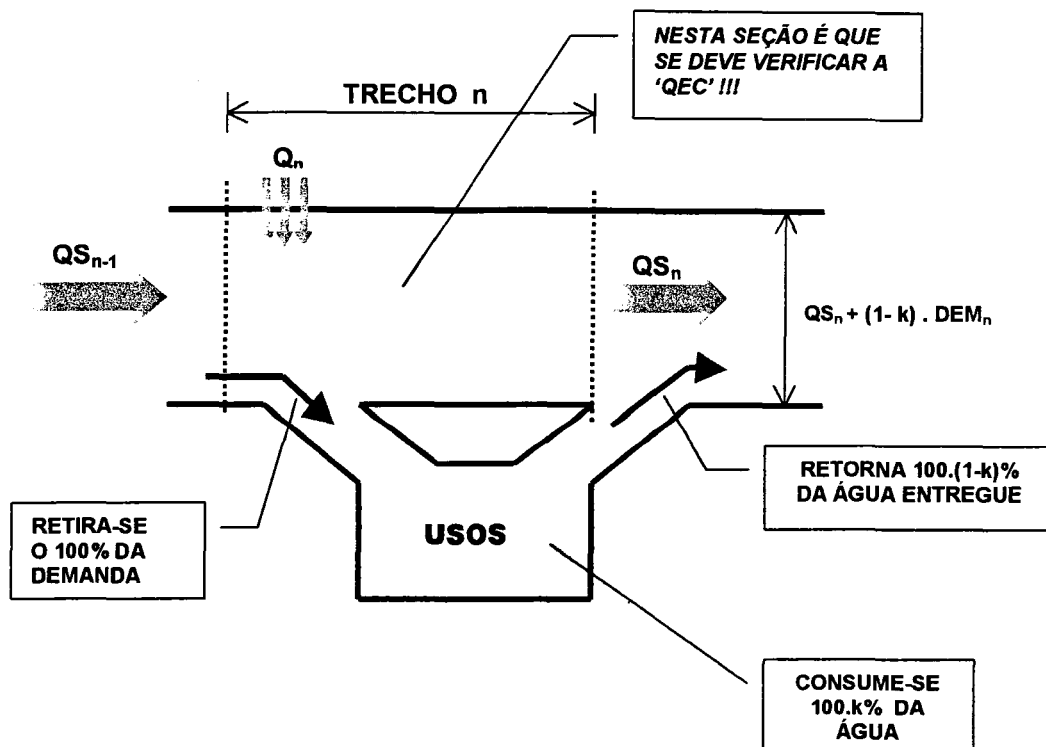 NESTA SEÇÃO É QUE
SE DEVE VERIFICAR A
'QEC' !!!
TRECHO n
Qₙ
QSₙ₋₁
QSₙ
QSₙ + (1- k) . DEMₙ
RETORNA 100.(1-k)%
DA ÁGUA ENTREGUE
RETIRA-SE
O 100% DA
DEMANDA
USOS
CONSUME-SE
100.k% DA
ÁGUA